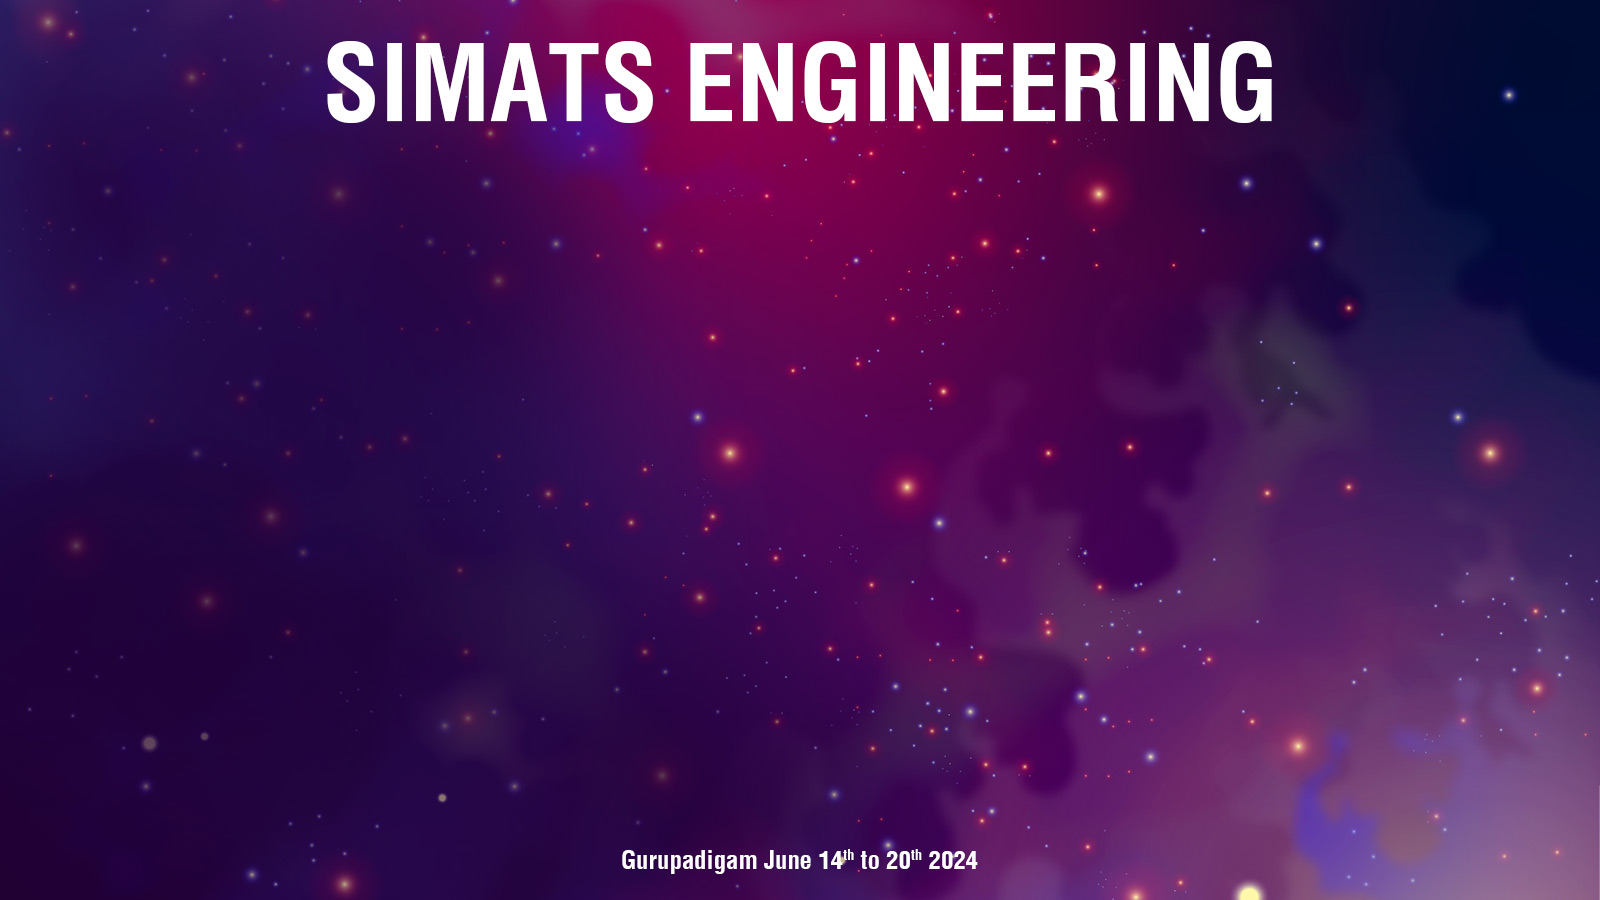 SIMATS ENGINEERING
Gurupadigam June 14th to 20th 2024